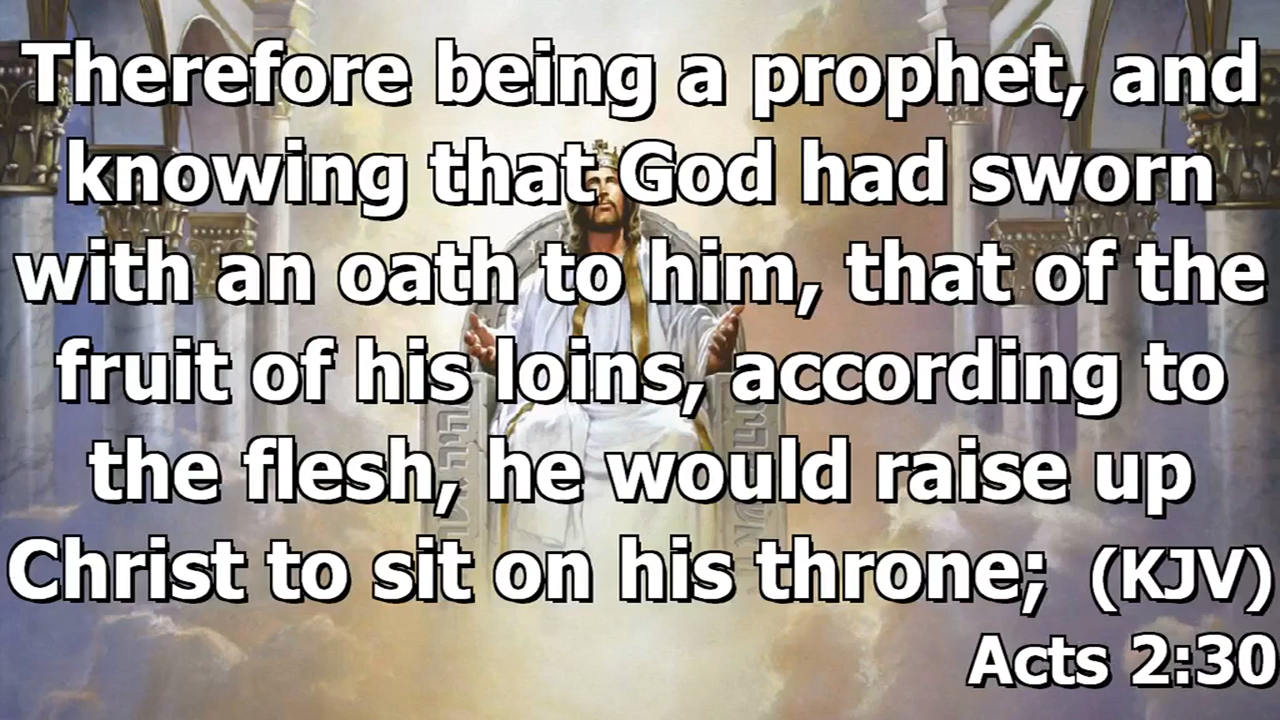 Therefore being a prophet, and
knowing that God had sworn
with an oath to him, that of the
fruit of his loins, according to
the flesh, he would raise up
Christ to sit on his throne; (KJV)
Acts 2:30